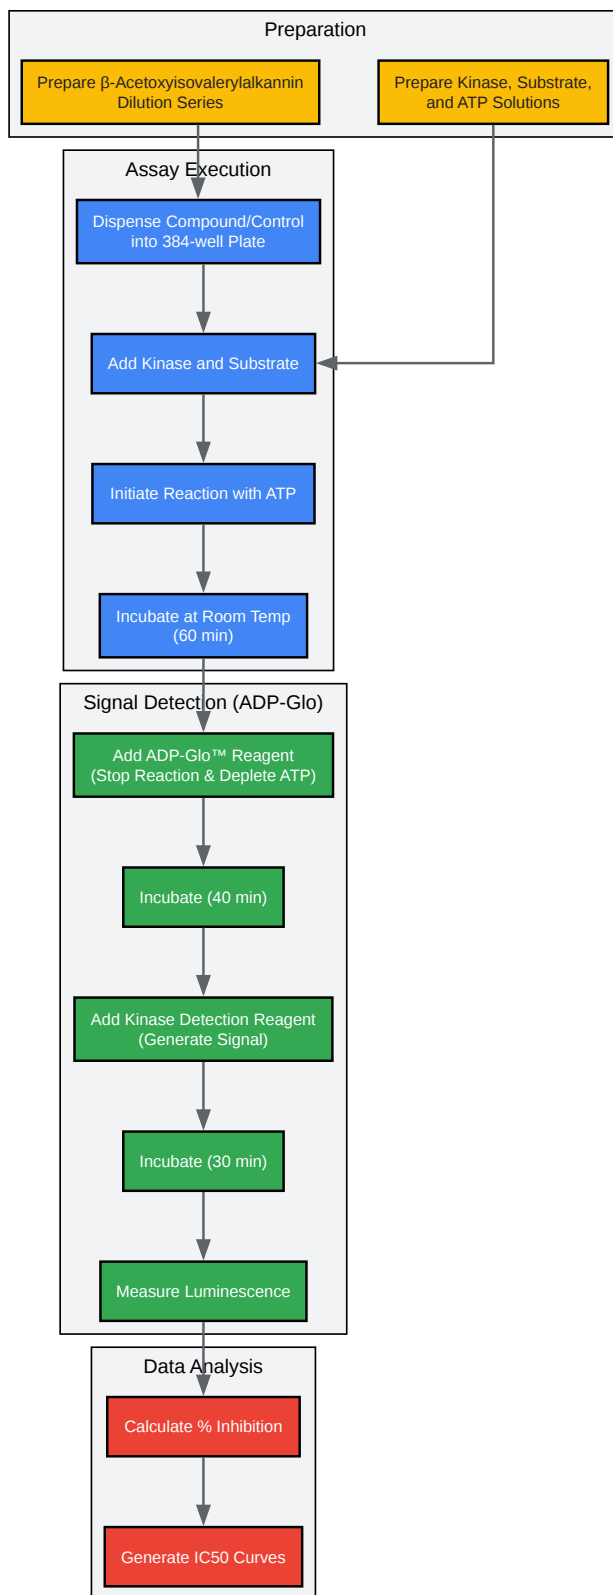 Preparation
Prepare β-Acetoxyisovalerylalkannin
Dilution Series
Prepare Kinase, Substrate,
and ATP Solutions
Assay Execution
Dispense Compound/Control
into 384-well Plate
Add Kinase and Substrate
Initiate Reaction with ATP
Incubate at Room Temp
(60 min)
Signal Detection (ADP-Glo)
Add ADP-Glo™ Reagent
(Stop Reaction & Deplete ATP)
Incubate (40 min)
Add Kinase Detection Reagent
(Generate Signal)
Incubate (30 min)
Measure Luminescence
Data Analysis
Calculate % Inhibition
Generate IC50 Curves